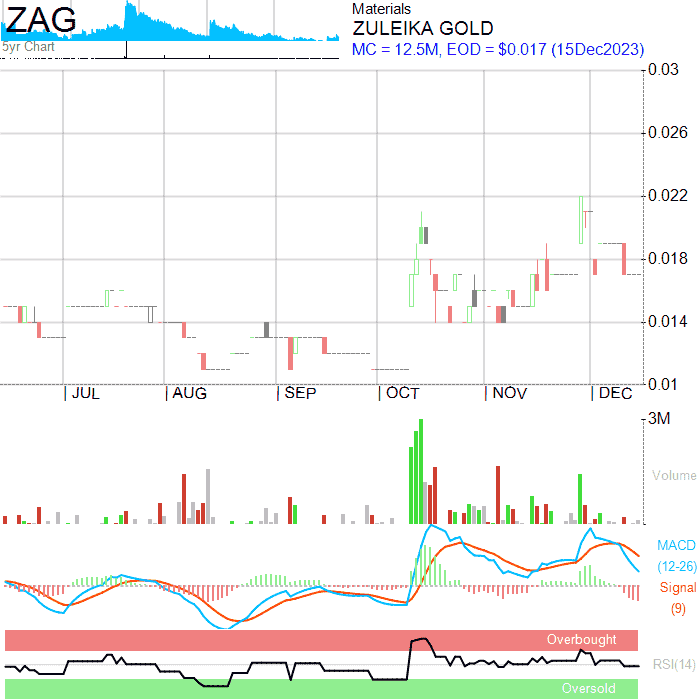 ZAG
5yr Chart
Materials
ZULEIKA GOLD
MC = 12.5M, EOD = $0.017 (15Dec2023)
0.03
0.026
0.022
0.018
0.014
0.01
JUL AUG SEP OCT NOV DEC
3M
Volume
MACD
(12-26)
Signal
(9)
Overbought
RSI(14)
Oversold